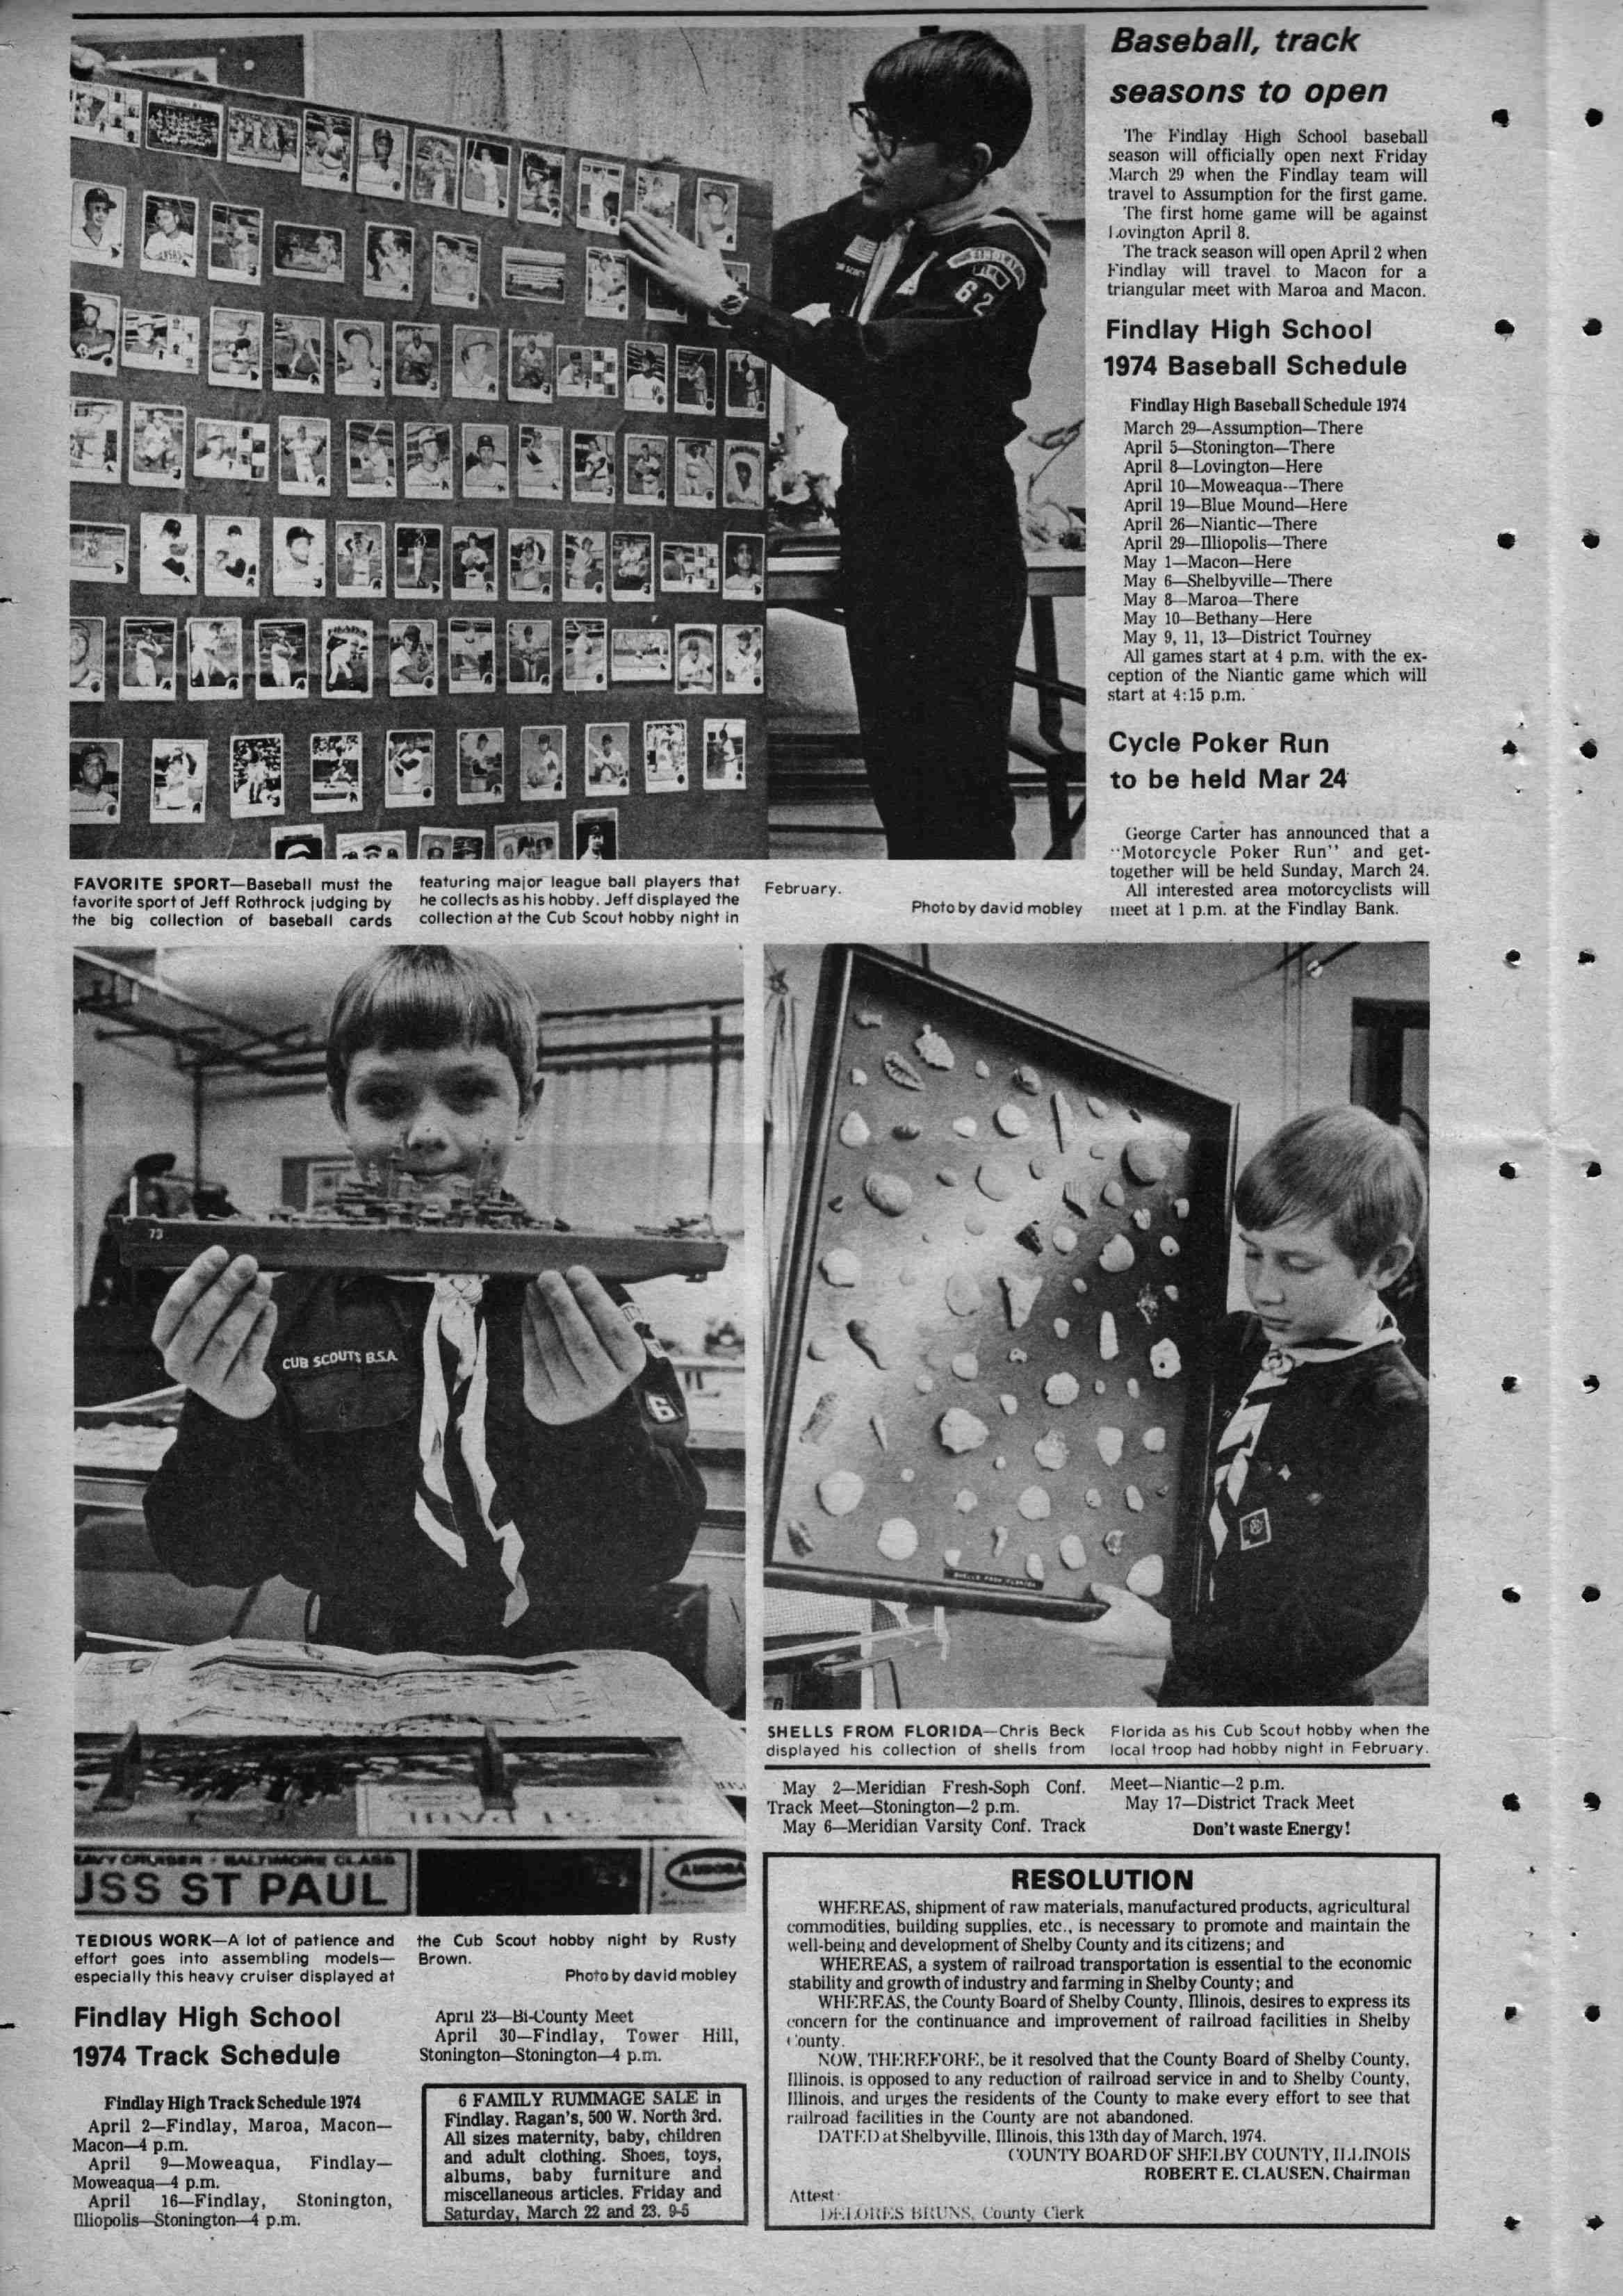 Baseball, track
seasons to open
The Findlay High School baseball
season will officially open next Friday
March 29 when the Findlay team will
travel to Assumption for the first game.
The first home game will be against
Lovington April 8.
The track season will open April 2 when
Findlay will travel to Macon for a
triangular meet with Maroa and Macon.
Findlay High School
1974 Baseball Schedule
Findlay High Baseball Schedule 1974
March 29—Assumption—There
April 5—Stonington—There
April 8—Lovington—Here
April 10—Moweaqua—There
April 19—Blue Mound—Here
April 26—Niantic—There
April 29—Illiopolis—There
May 1—Macon—Here
May 6—Shelbyville—There
May 8—Maroa—There
May 10—Bethany—Here
May 9, 11, 13—District Tourney
All games start at 4 p.m. with the ex-
ception of the Niantic game which will
start at 4:15 p.m.
Cycle Poker Run
to be held Mar 24
George Carter has announced that a
"Motorcycle Poker Run" and get-
together will be held Sunday, March 24.
All interested area motorcyclists will
meet at 1 p.m. at the Findlay Bank.
62
FAVORITE SPORT—Baseball must the
favorite sport of Jeff Rothrock judging by
the big collection of baseball cards
featuring major league ball players that
he collects as his hobby. Jeff displayed the
collection at the Cub Scout hobby night in
February.
Photo by david mobley
73
CUB SCOUTS B.S.A.
6
HEAVY CRUISER · BALTIMORE CLASS
USS ST PAUL
AURORA
TEDIOUS WORK—A lot of patience and
effort goes into assembling models—
especially this heavy cruiser displayed at
the Cub Scout hobby night by Rusty
Brown.
Photo by david mobley
SHELLS FROM FLORIDA
SHELLS FROM FLORIDA—Chris Beck
displayed his collection of shells from
Florida as his Cub Scout hobby when the
local troop had hobby night in February.
Findlay High School
1974 Track Schedule
Findlay High Track Schedule 1974
April 2—Findlay, Maroa, Macon—
Macon—4 p.m.
April 9—Moweaqua, Findlay—
Moweaqua—4 p.m.
April 16—Findlay, Stonington,
Illiopolis—Stonington—4 p.m.
April 23—Bi-County Meet
April 30—Findlay, Tower Hill,
Stonington—Stonington—4 p.m.
May 2—Meridian Fresh-Soph Conf.
Track Meet—Stonington—2 p.m.
May 6—Meridian Varsity Conf. Track
Meet—Niantic—2 p.m.
May 17—District Track Meet
Don't waste Energy!
6 FAMILY RUMMAGE SALE in
Findlay. Ragan's, 500 W. North 3rd.
All sizes maternity, baby, children
and adult clothing. Shoes, toys,
albums, baby furniture and
miscellaneous articles. Friday and
Saturday, March 22 and 23. 9-5
RESOLUTION
WHEREAS, shipment of raw materials, manufactured products, agricultural
commodities, building supplies, etc., is necessary to promote and maintain the
well-being and development of Shelby County and its citizens; and
WHEREAS, a system of railroad transportation is essential to the economic
stability and growth of industry and farming in Shelby County; and
WHEREAS, the County Board of Shelby County, Illinois, desires to express its
concern for the continuance and improvement of railroad facilities in Shelby
County.
NOW, THEREFORE, be it resolved that the County Board of Shelby County,
Illinois, is opposed to any reduction of railroad service in and to Shelby County,
Illinois, and urges the residents of the County to make every effort to see that
railroad facilities in the County are not abandoned.
DATED at Shelbyville, Illinois, this 13th day of March, 1974.
COUNTY BOARD OF SHELBY COUNTY, ILLINOIS
ROBERT E. CLAUSEN, Chairman
Attest:
DELORES BRUNS, County Clerk